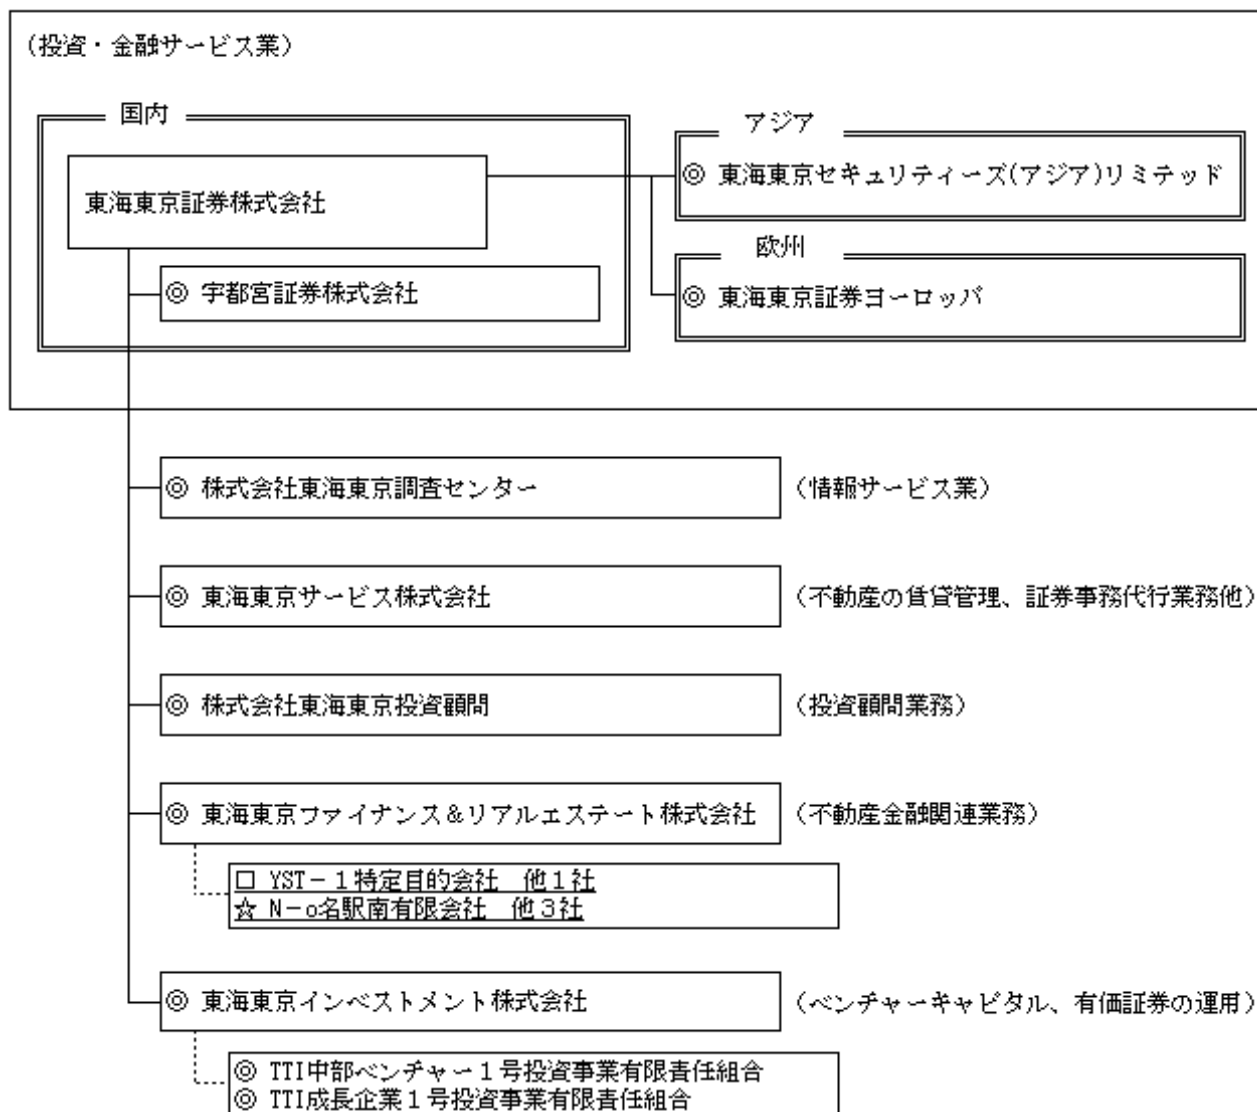 （投資・金融サービス業）
国内
アジア
東海東京証券株式会社
◎ 東海東京セキュリティーズ(アジア)リミテッド
欧州
◎ 宇都宮証券株式会社
◎ 東海東京証券ヨーロッパ
◎ 株式会社東海東京調査センター （情報サービス業）
◎ 東海東京サービス株式会社 （不動産の賃貸管理、証券事務代行業務他）
◎ 株式会社東海東京投資顧問 （投資顧問業務）
◎ 東海東京ファイナンス＆リアルエステート株式会社 （不動産金融関連業務）
□ YST－１特定目的会社　他１社
☆ N－o名駅南有限会社　他３社
◎ 東海東京インベストメント株式会社 （ベンチャーキャピタル、有価証券の運用）
◎ TTI中部ベンチャー１号投資事業有限責任組合
◎ TTI成長企業１号投資事業有限責任組合